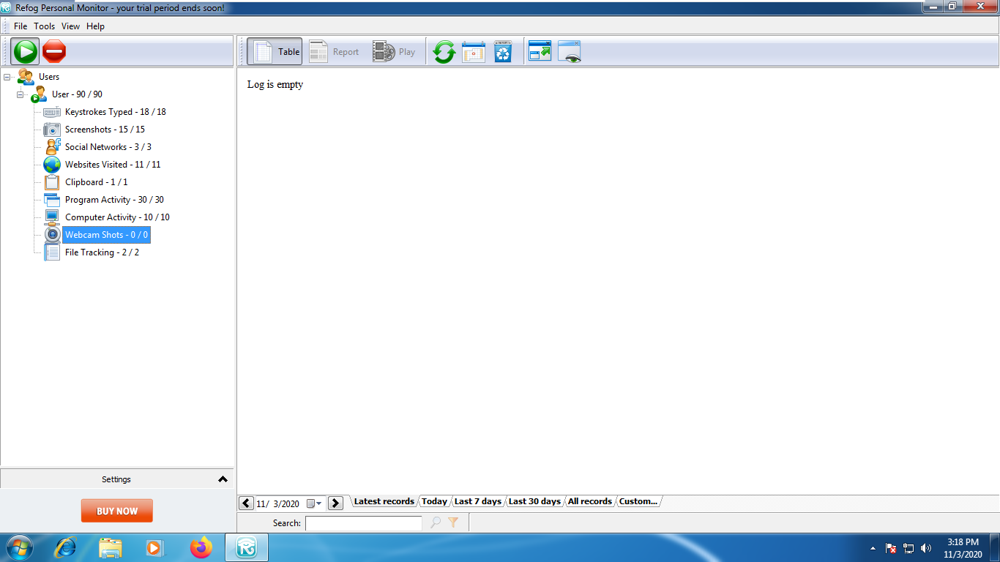 Refog Personal Monitor - your trial period ends soon!
File Tools View Help
Table Report Play
Users
User - 90 / 90
Keystrokes Typed - 18 / 18
Screenshots - 15 / 15
Social Networks - 3 / 3
Websites Visited - 11 / 11
Clipboard - 1 / 1
Program Activity - 30 / 30
Computer Activity - 10 / 10
Webcam Shots - 0 / 0
File Tracking - 2 / 2
Log is empty
Settings
BUY NOW
11/ 3/2020 Latest records Today Last 7 days Last 30 days All records Custom...
Search:
3:18 PM
11/3/2020